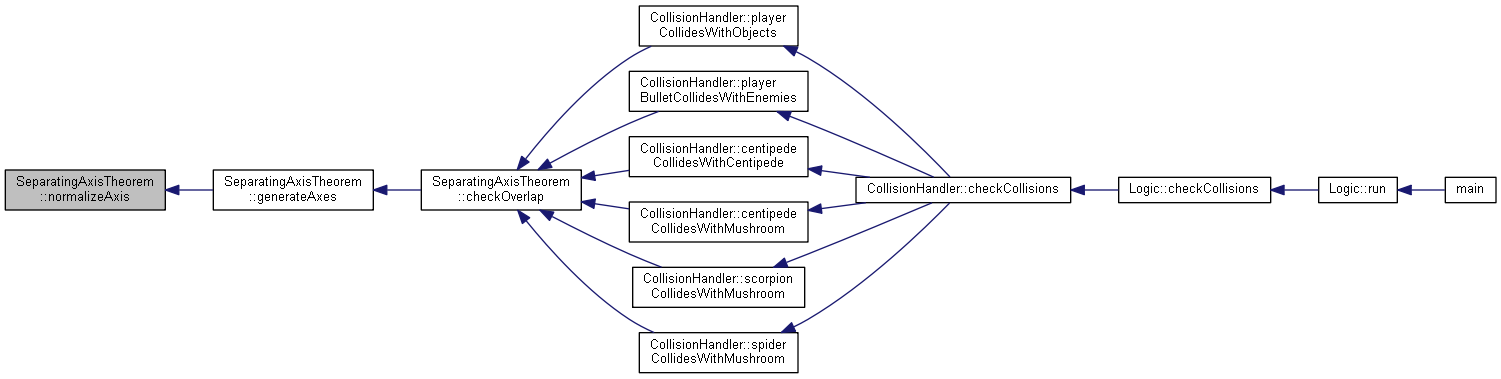 SeparatingAxisTheorem
::normalizeAxis
SeparatingAxisTheorem
::generateAxes
SeparatingAxisTheorem
::checkOverlap
CollisionHandler::player
CollidesWithObjects
CollisionHandler::player
BulletCollidesWithEnemies
CollisionHandler::centipede
CollidesWithCentipede
CollisionHandler::centipede
CollidesWithMushroom
CollisionHandler::scorpion
CollidesWithMushroom
CollisionHandler::spider
CollidesWithMushroom
CollisionHandler::checkCollisions
Logic::checkCollisions
Logic::run
main